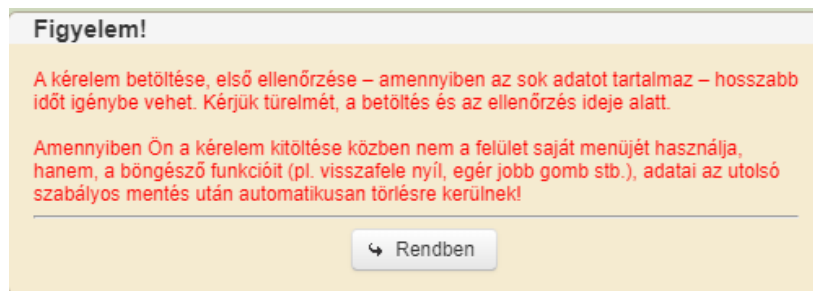 Figyelem!
A kérelem betöltése, első ellenőrzése – amennyiben az sok adatot tartalmaz – hosszabb
időt igénybe vehet. Kérjük türelmét, a betöltés és az ellenőrzés ideje alatt.
Amennyiben Ön a kérelem kitöltése közben nem a felület saját menüjét használja,
hanem, a böngésző funkcióit (pl. visszafele nyíl, egér jobb gomb stb.), adatai az utolsó
szabályos mentés után automatikusan törlésre kerülnek!
Rendben